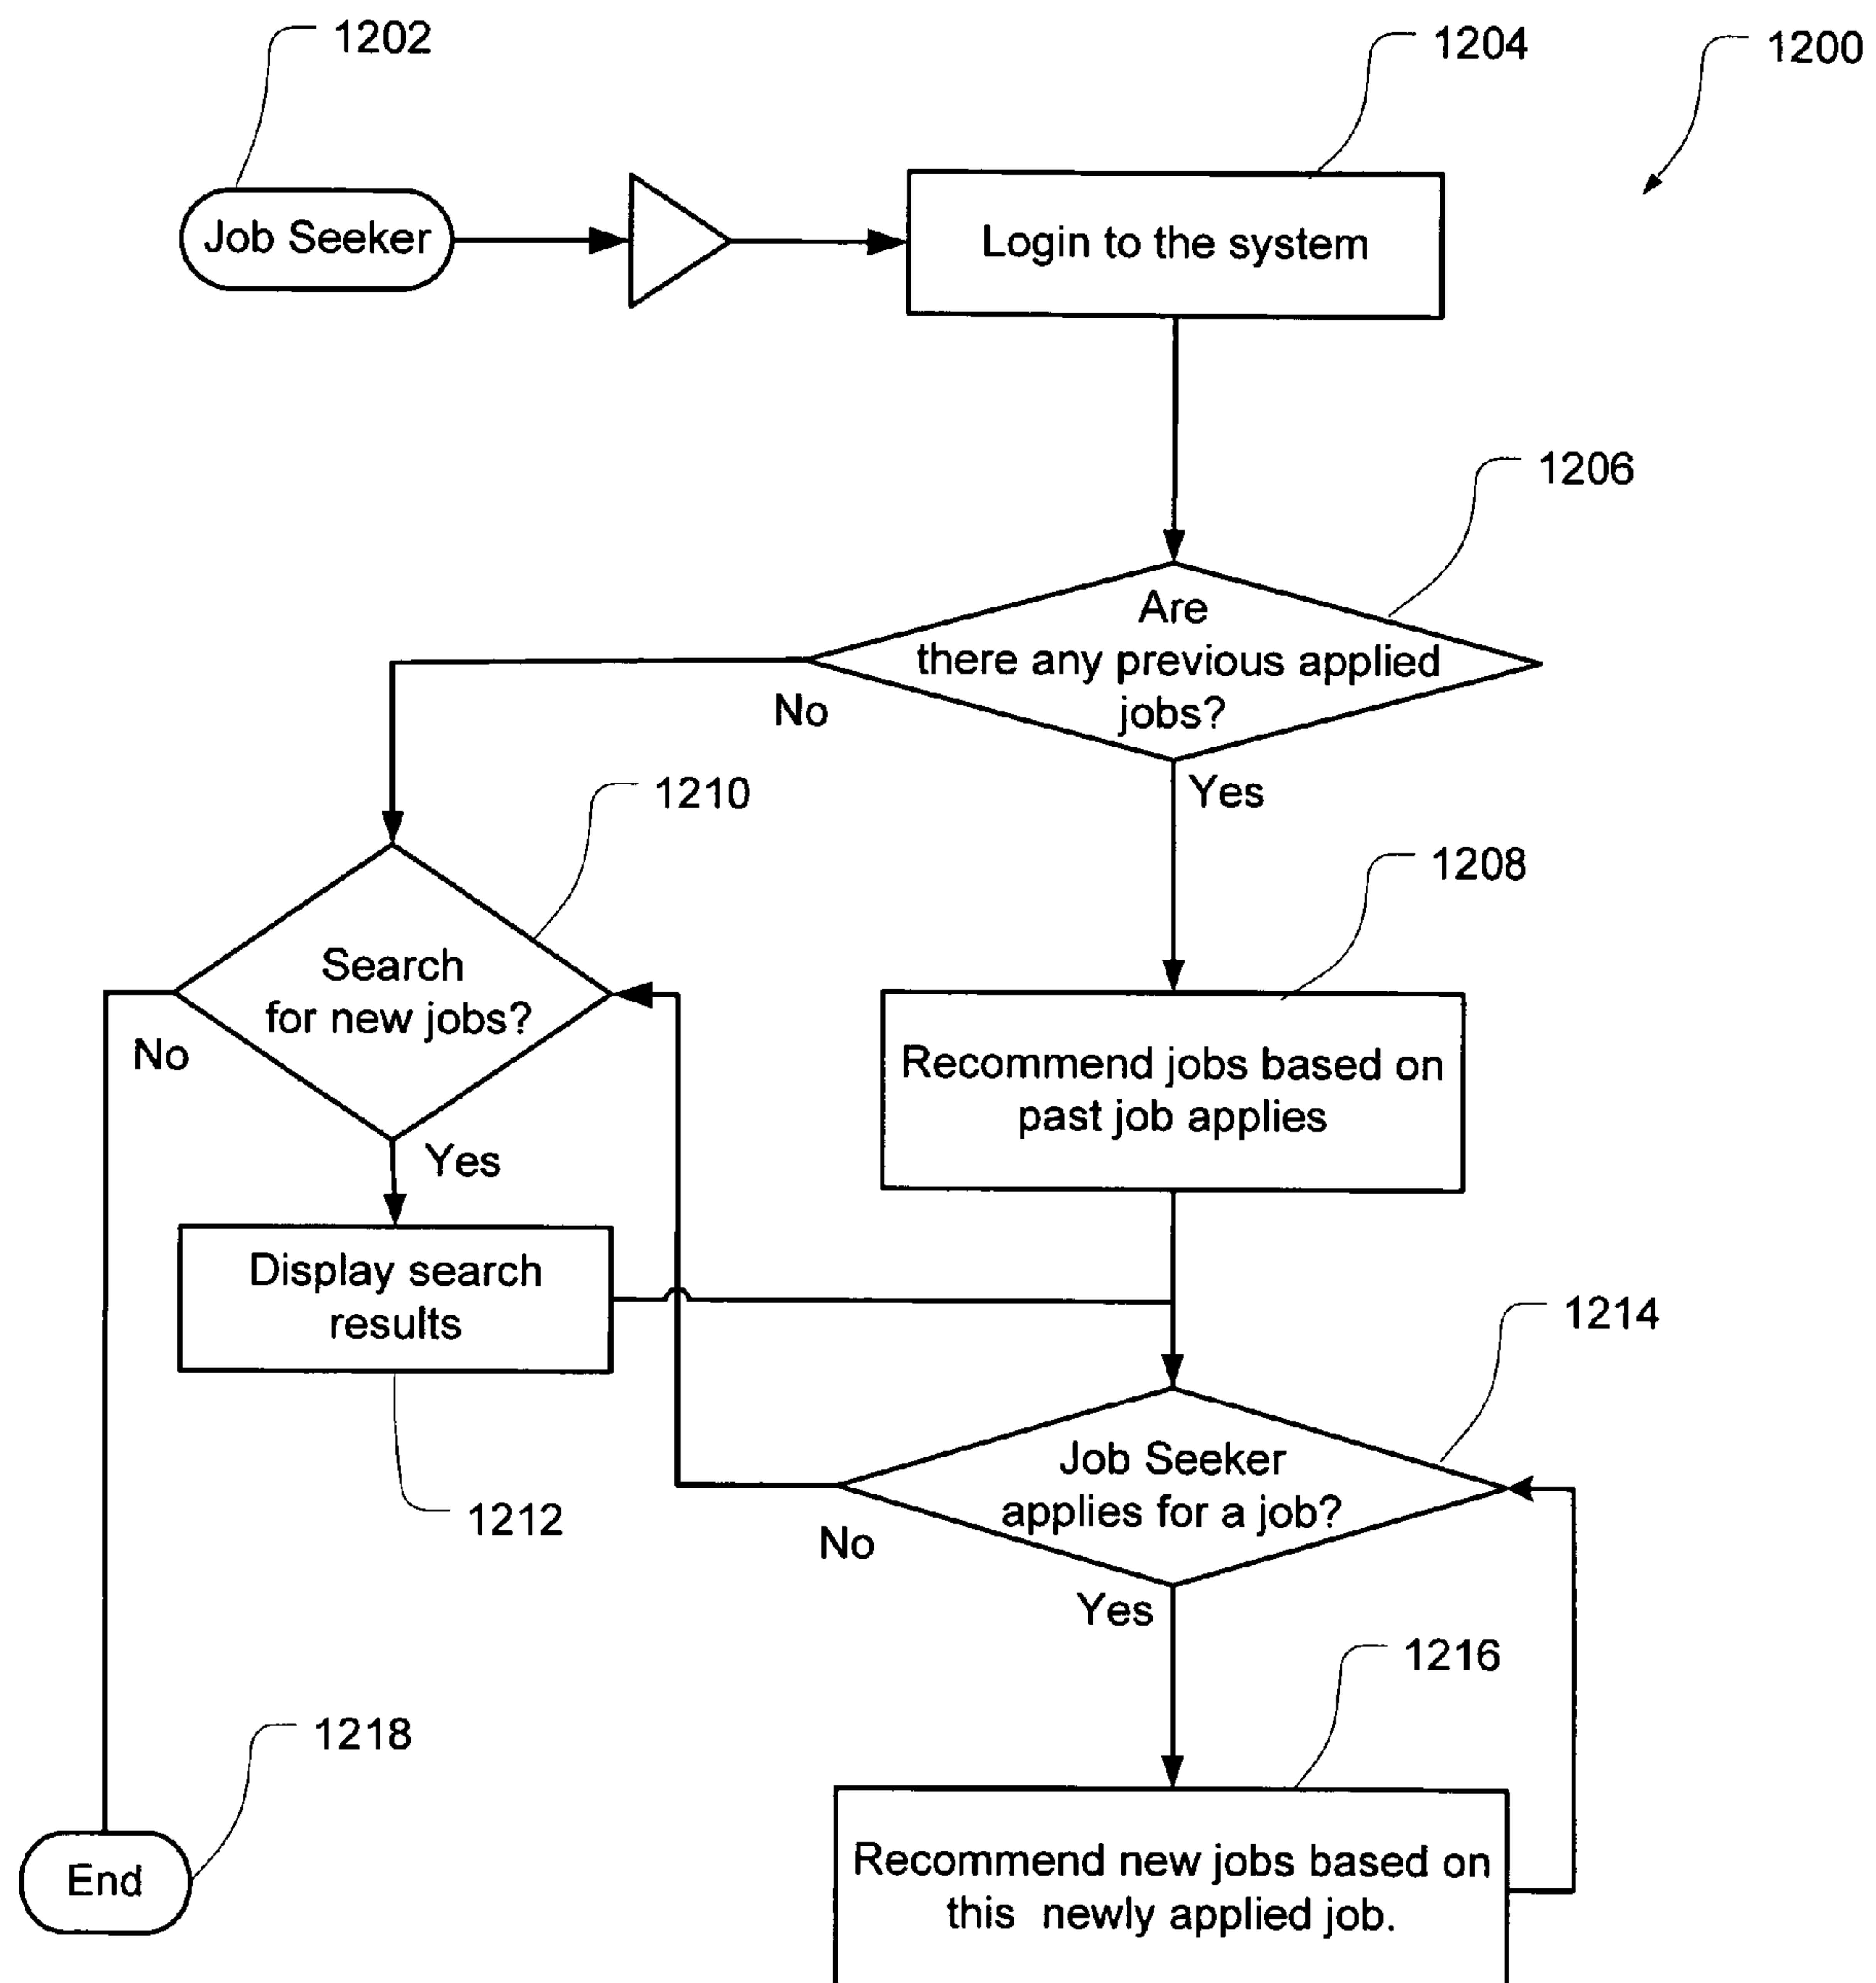 1202
1204
1200
Job Seeker
Login to the system
1206
Are
there any previous applied
jobs?
No
Yes
1210
1208
Search
for new jobs?
No
Recommend jobs based on
past job applies
Yes
Display search
results
1214
1212
Job Seeker
applies for a job?
No
Yes
1216
1218
End
Recommend new jobs based on
this newly applied job.